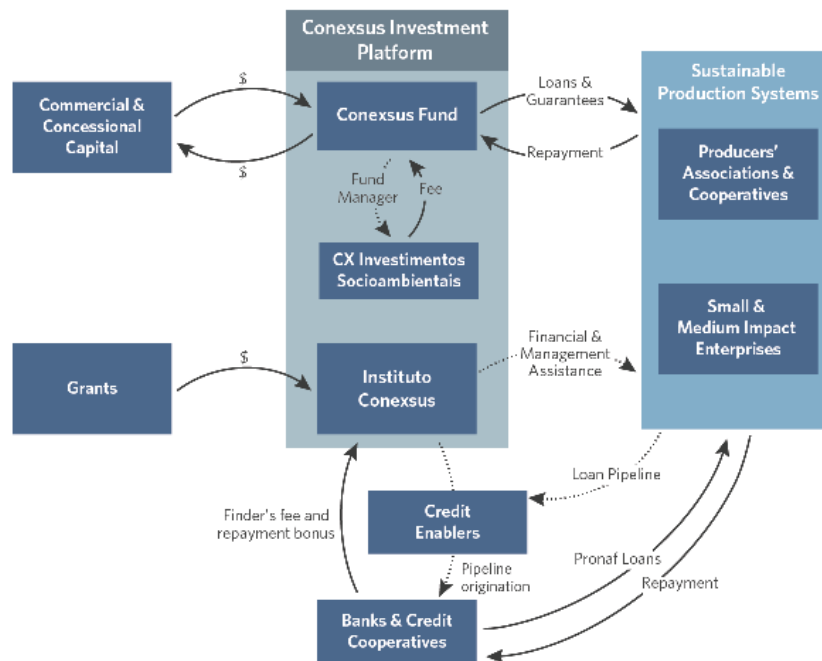 Conexsus Investment
Platform
Sustainable
Production Systems
Commercial &
Concessional
Capital
$
$
Conexsus Fund
Loans &
Guarantees
Repayment
Producers'
Associations &
Cooperatives
Fund
Manager
Fee
CX Investimentos
Socioambientais
Small &
Medium Impact
Enterprises
Grants
$
Instituto
Conexsus
Financial &
Management
Assistance
Loan Pipeline
Finder's fee and
repayment bonus
Credit
Enablers
Pipeline
origination
Pronaf Loans
Repayment
Banks & Credit
Cooperatives